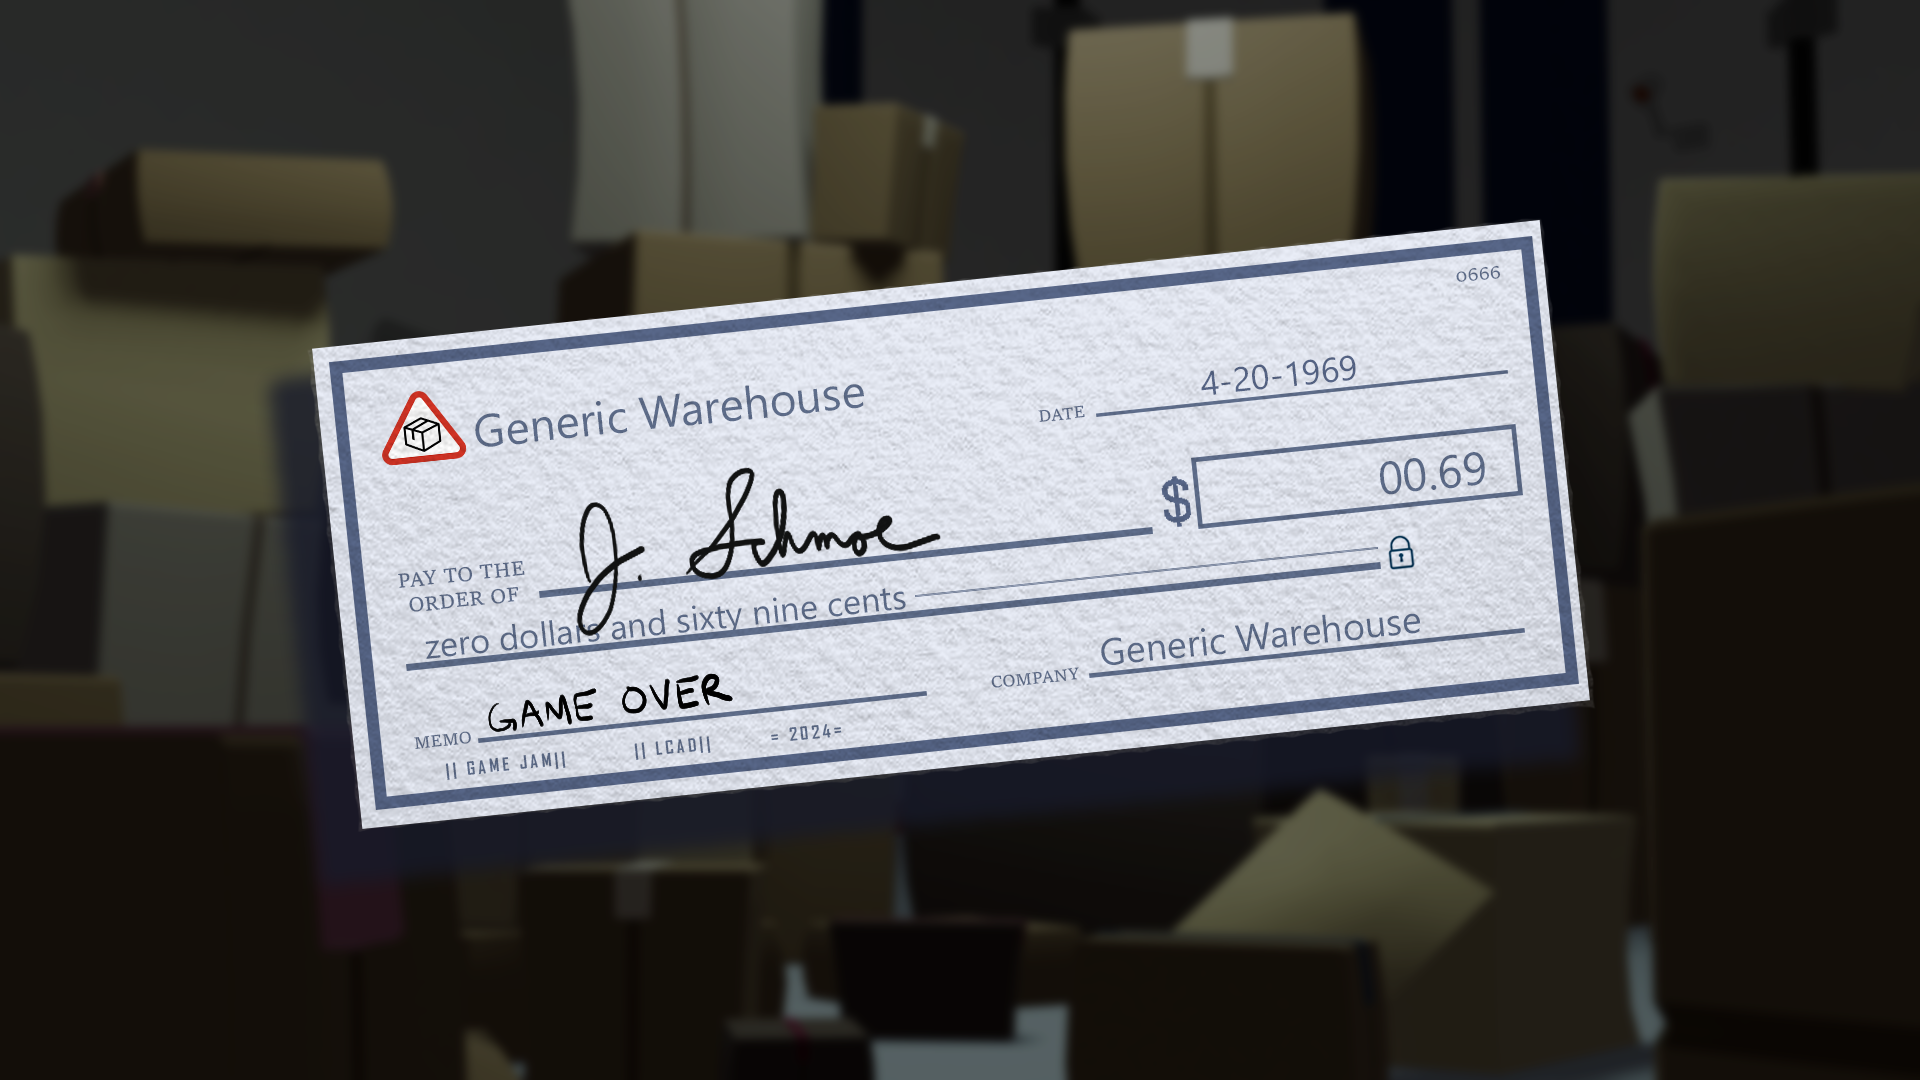 o666
Generic Warehouse
DATE 4-20-1969
$ 00.69
PAY TO THE
ORDER OF J. Schmoe
zero dollars and sixty nine cents
MEMO GAME OVER
COMPANY Generic Warehouse
|| GAME JAM|| || LCAD|| = 2024=